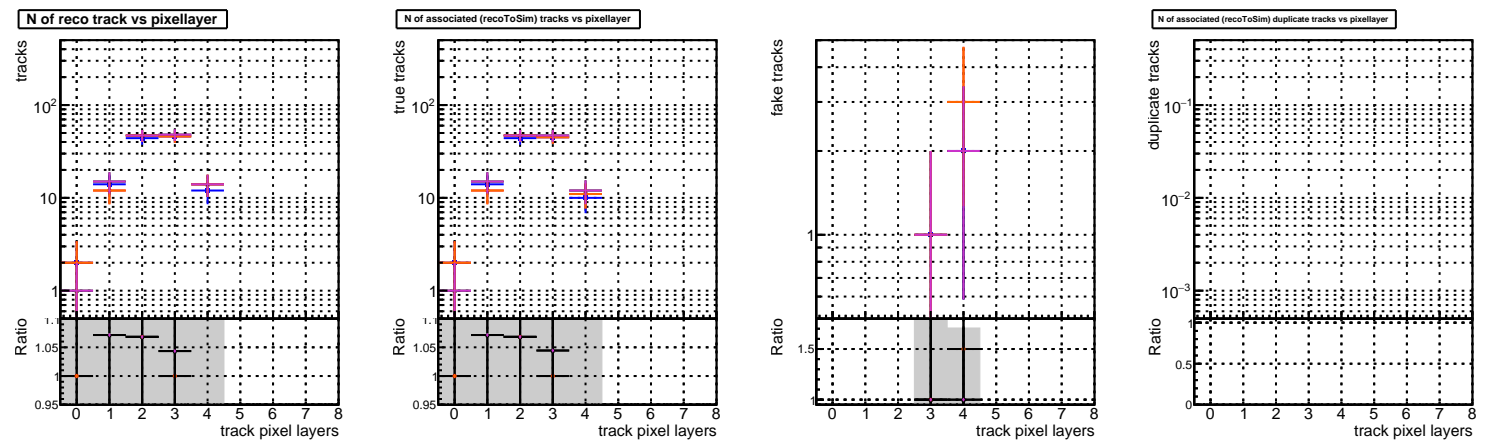 N of reco track vs pixellayer
tracks
10²
10
1
Ratio
1.1
1.05
1
0.95
0 1 2 3 4 5 6 7 8
track pixel layers
N of associated (recoToSim) tracks vs pixellayer
true tracks
10²
10
1
Ratio
1.1
1.05
1
0.95
0 1 2 3 4 5 6 7 8
track pixel layers
fake tracks
1
Ratio
1.5
1
0 1 2 3 4 5 6 7 8
track pixel layers
N of associated (recoToSim) duplicate tracks vs pixellayer
duplicate tracks
10⁻¹
10⁻²
10⁻³
Ratio
1
0.5
0
0 1 2 3 4 5 6 7 8
track pixel layers